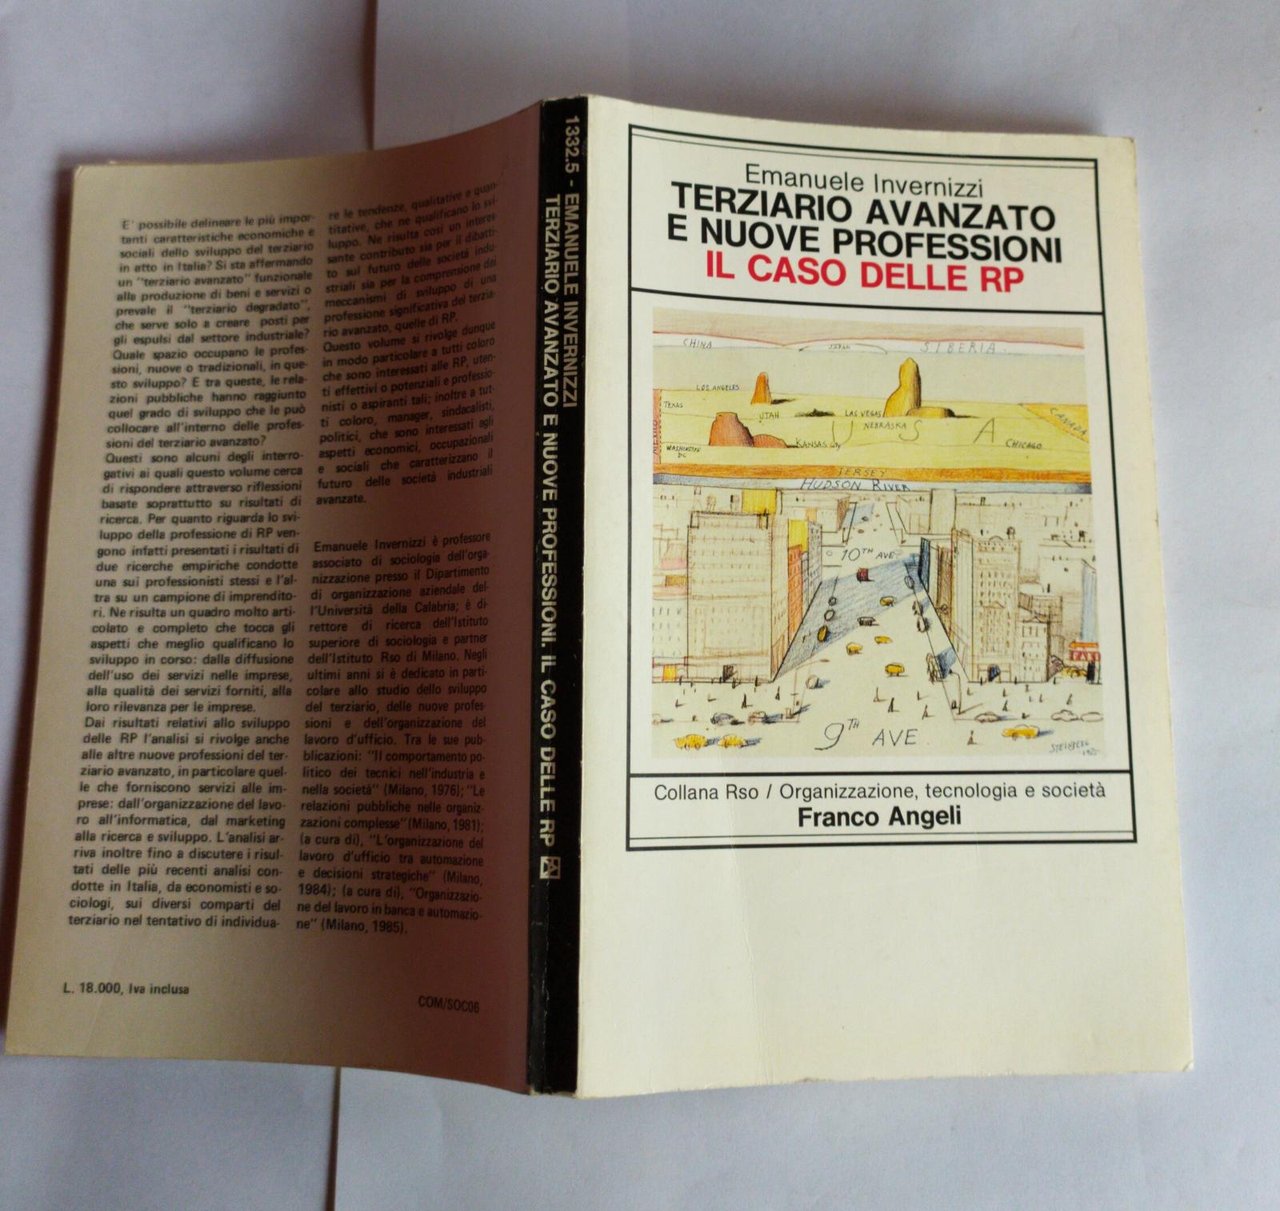 E' possibile delineare le più impor-
tanti caratteristiche economiche e
sociali dello sviluppo del terziario
in atto in Italia? Si sta affermando
un "terziario avanzato" funzionale
alla produzione di beni e servizi o
prevale il "terziario degradato",
che serve solo a creare posti per
gli espulsi dal settore industriale?
Quale spazio occupano le profes-
sioni, nuove o tradizionali, in que-
sto sviluppo? E tra queste, le rela-
zioni pubbliche hanno raggiunto
quel grado di sviluppo che le può
collocare all'interno delle profes-
sioni del terziario avanzato?
Questi sono alcuni degli interro-
gativi ai quali questo volume cerca
di rispondere attraverso riflessioni
basate soprattutto su risultati di
ricerca. Per quanto riguarda lo svi-
luppo della professione di RP ven-
gono infatti presentati i risultati di
due ricerche empiriche condotte
una sui professionisti stessi e l'al-
tra su un campione di imprendito-
ri. Ne risulta un quadro molto arti-
colato e completo che tocca gli
aspetti che meglio qualificano lo
sviluppo in corso: dalla diffusione
dell'uso dei servizi nelle imprese,
alla qualità dei servizi forniti, alla
loro rilevanza per le imprese.
Dai risultati relativi allo sviluppo
delle RP l'analisi si rivolge anche
alle altre nuove professioni del ter-
ziario avanzato, in particolare quel-
le che forniscono servizi alle im-
prese: dall'organizzazione del lavo-
ro all'informatica, dal marketing
alla ricerca e sviluppo. L'analisi ar-
riva inoltre fino a discutere i risul-
tati delle più recenti analisi con-
dotte in Italia, da economisti e so-
ciologi, sui diversi comparti del
terziario nel tentativo di individua-
re le tendenze, qualitative e quan-
titative, che ne qualificano lo svi-
luppo. Ne risulta così un interes-
sante contributo sia per il dibatti-
to sul futuro delle società indu-
striali sia per la comprensione dei
meccanismi di sviluppo di una
professione significativa del terzia-
rio avanzato, quelle di RP.
Questo volume si rivolge dunque
in modo particolare a tutti coloro
che sono interessati alle RP, uten-
ti effettivi o potenziali e professio-
nisti o aspiranti tali; inoltre a tut-
ti coloro, manager, sindacalisti,
politici, che sono interessati agli
aspetti economici, occupazionali
e sociali che caratterizzano il
futuro delle società industriali
avanzate.
Emanuele Invernizzi è professore
associato di sociologia dell'orga-
nizzazione presso il Dipartimento
di organizzazione aziendale del-
l'Università della Calabria; è di-
rettore di ricerca dell'Istituto
superiore di sociologia e partner
dell'Istituto Rso di Milano. Negli
ultimi anni si è dedicato in parti-
colare allo studio dello sviluppo
del terziario, delle nuove profes-
sioni e dell'organizzazione del
lavoro d'ufficio. Tra le sue pub-
blicazioni: "Il comportamento po-
litico dei tecnici nell'industria e
nella società" (Milano, 1976); "Le
relazioni pubbliche nelle organiz-
zazioni complesse" (Milano, 1981);
(a cura di), "L'organizzazione del
lavoro d'ufficio tra automazione
e decisioni strategiche" (Milano,
1984); (a cura di), "Organizzazio-
ne del lavoro in banca e automazio-
ne" (Milano, 1985).
L. 18.000, Iva inclusa
COM/SOC06
1332.5 - EMANUELE INVERNIZZI
TERZIARIO AVANZATO E NUOVE PROFESSIONI. IL CASO DELLE RP
Emanuele Invernizzi
TERZIARIO AVANZATO
E NUOVE PROFESSIONI
IL CASO DELLE RP
CHINA
JAPAN
SIBERIA
LOS ANGELES
TEXAS
UTAH
LAS VEGAS
NEBRASKA
CANADA
MEXICO
WASHINGTON
DC
KANSAS CITY
USA
CHICAGO
JERSEY
HUDSON RIVER
10TH AVE
TAXI
9TH AVE.
STEINBERG
Collana Rso / Organizzazione, tecnologia e società
Franco Angeli